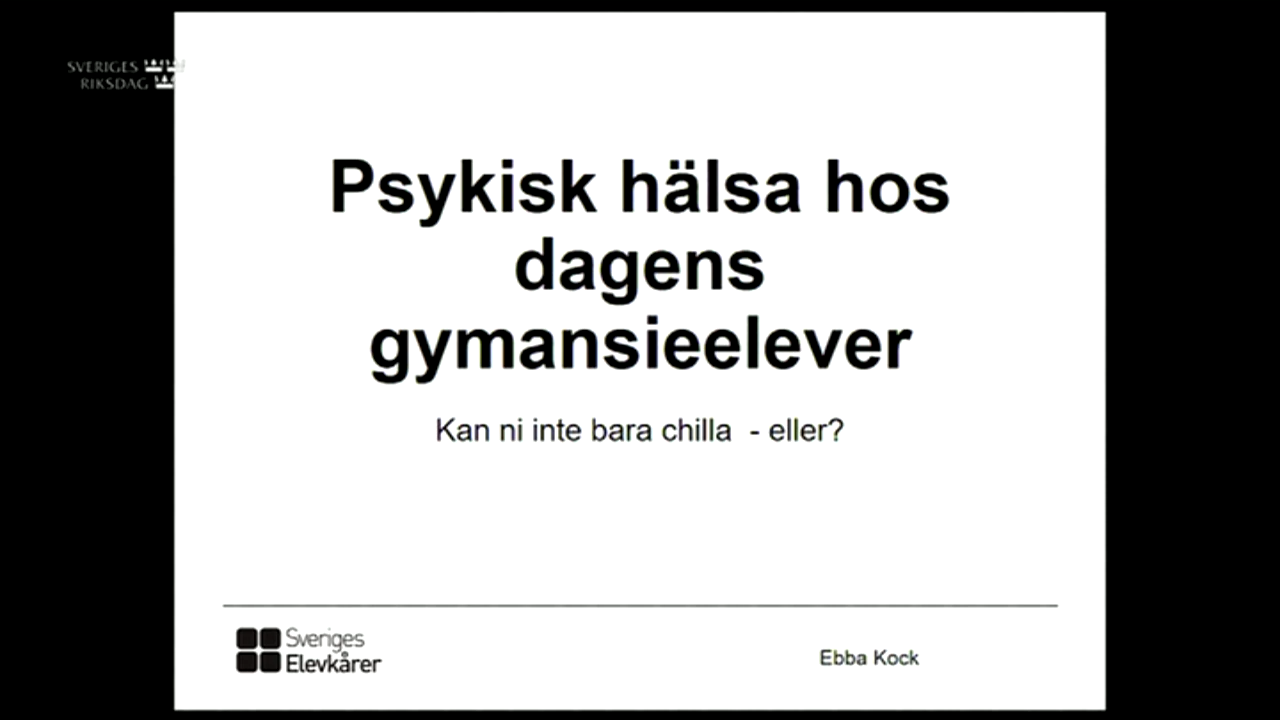 SVERIGES
RIKSDAG
Psykisk hälsa hos
dagens
gymansieelever
Kan ni inte bara chilla - eller?
Sveriges
Elevkårer
Ebba Kock